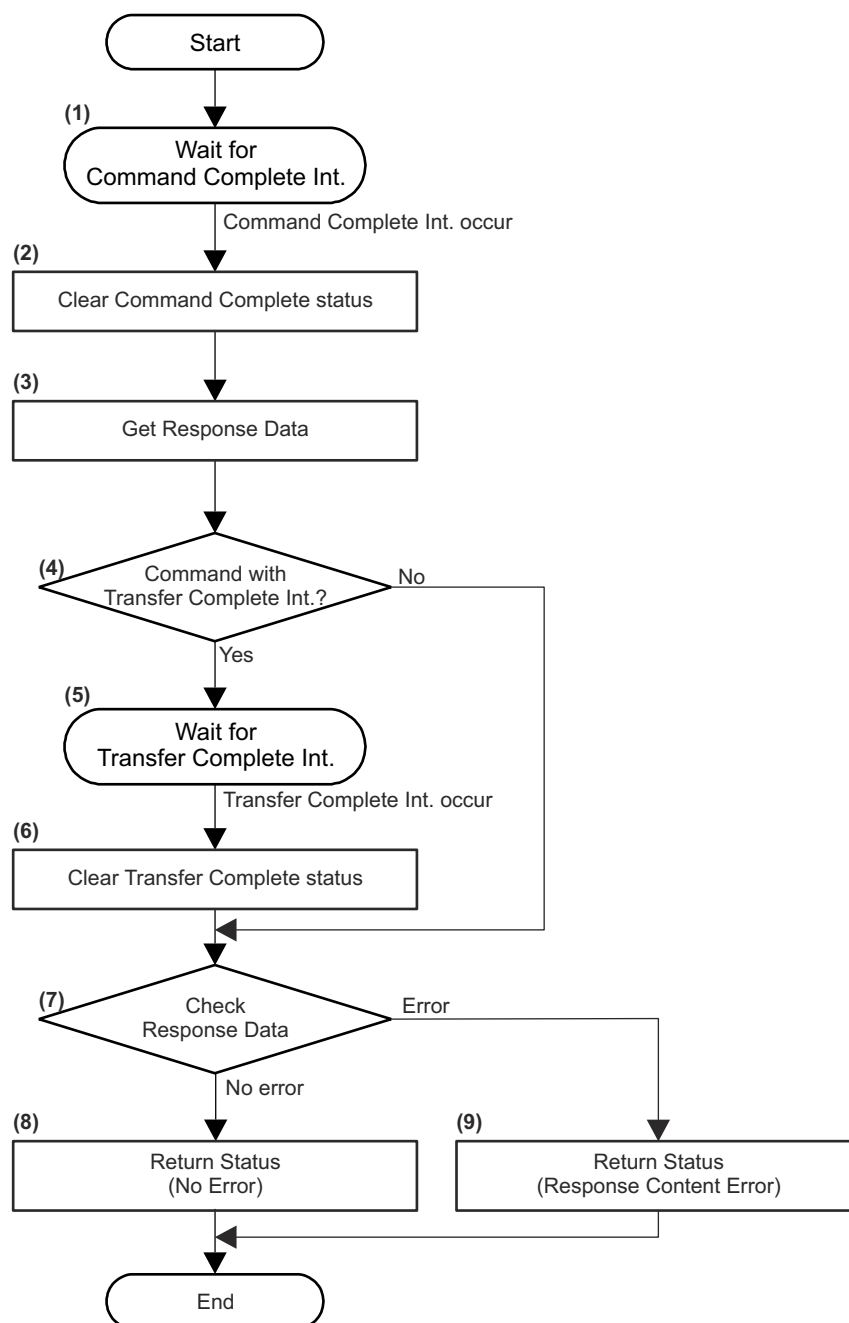 Start
(1)
Wait for
Command Complete Int.
Command Complete Int. occur
(2)
Clear Command Complete status
(3)
Get Response Data
(4)
Command with
Transfer Complete Int.?
No
Yes
(5)
Wait for
Transfer Complete Int.
Transfer Complete Int. occur
(6)
Clear Transfer Complete status
(7)
Check
Response Data
Error
No error
(8)
Return Status
(No Error)
(9)
Return Status
(Response Content Error)
End